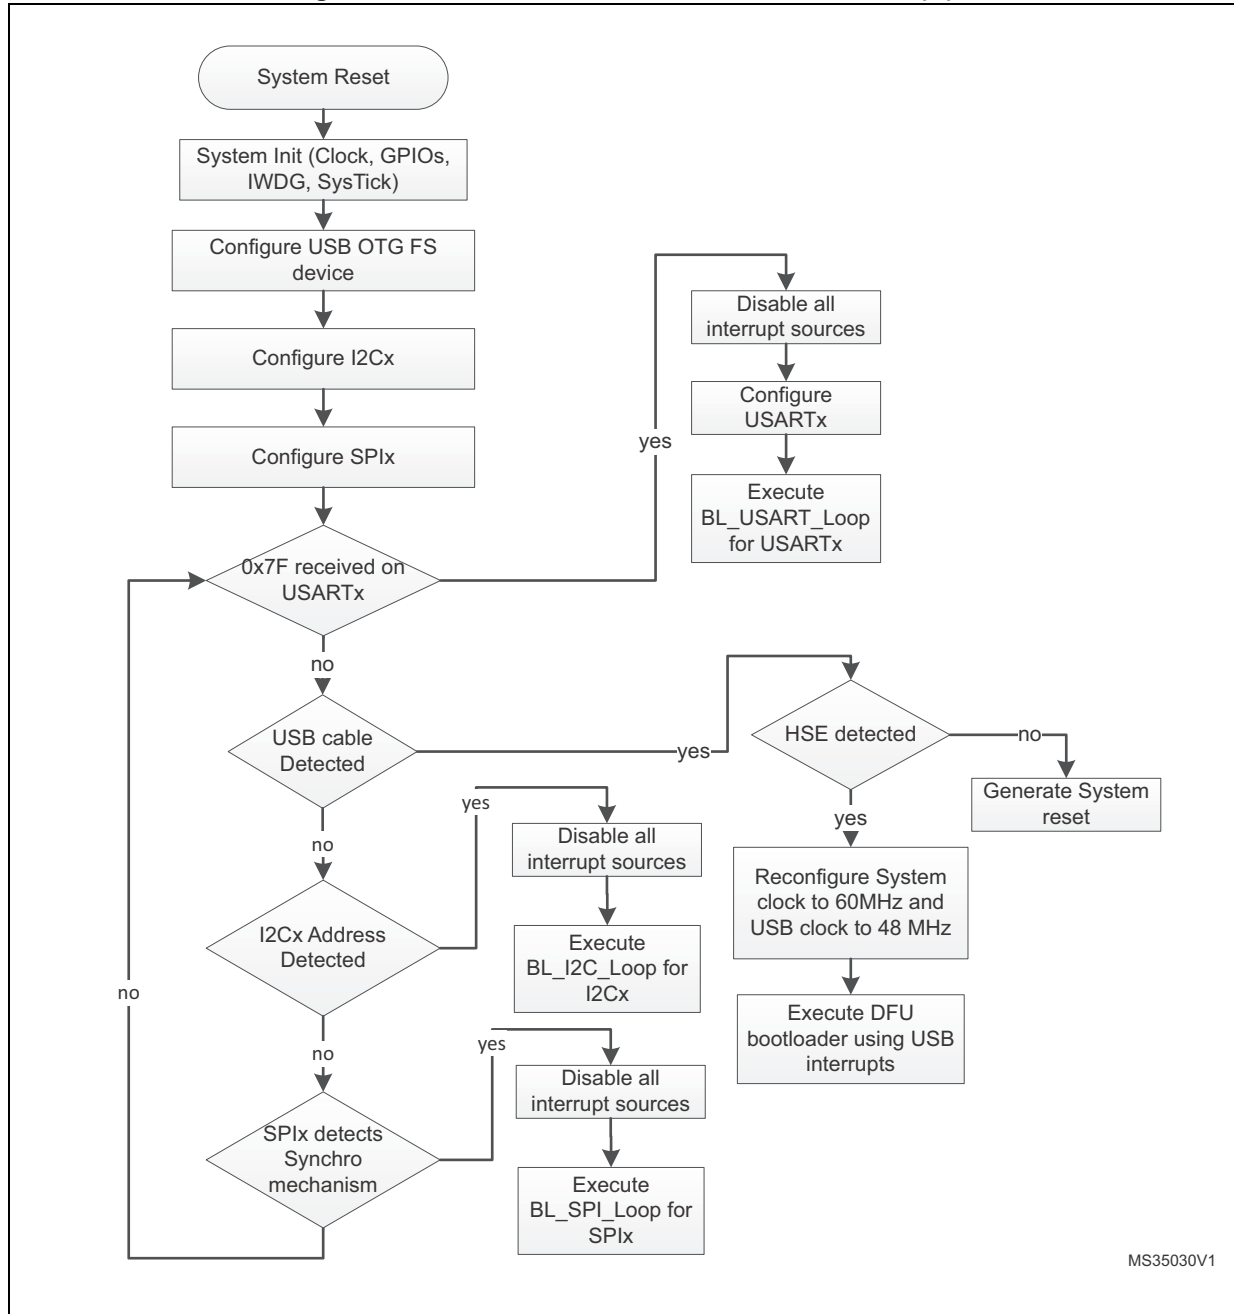 System Reset
System Init (Clock, GPIOs,
IWDG, SysTick)
Configure USB OTG FS
device
Configure I2Cx
Configure SPIx
0x7F received on
USARTx
yes
Disable all
interrupt sources
Configure
USARTx
Execute
BL_USART_Loop
for USARTx
no
USB cable
Detected
yes
HSE detected
no
Generate System
reset
yes
Reconfigure System
clock to 60MHz and
USB clock to 48 MHz
Execute DFU
bootloader using USB
interrupts
no
I2Cx Address
Detected
yes
Disable all
interrupt sources
Execute
BL_I2C_Loop for
I2Cx
no
SPIx detects
Synchro
mechanism
yes
Disable all
interrupt sources
Execute
BL_SPI_Loop for
SPIx
no
MS35030V1